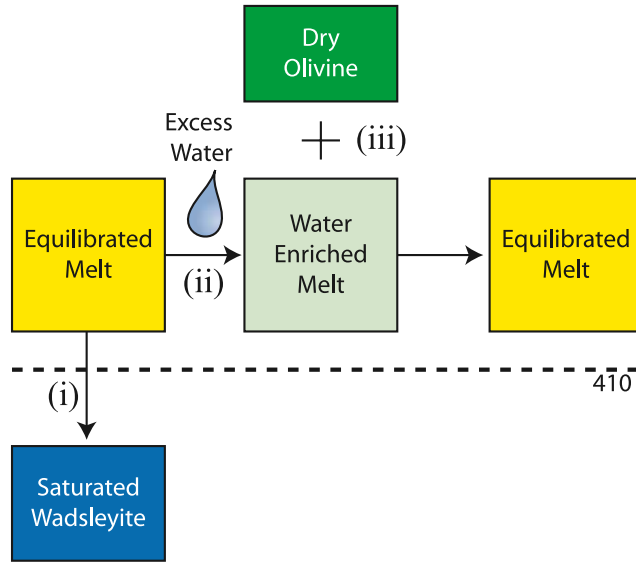 Dry
Olivine
Excess
Water
(iii)
Equilibrated
Melt
(ii)
Water
Enriched
Melt
Equilibrated
Melt
410
(i)
Saturated
Wadsleyite